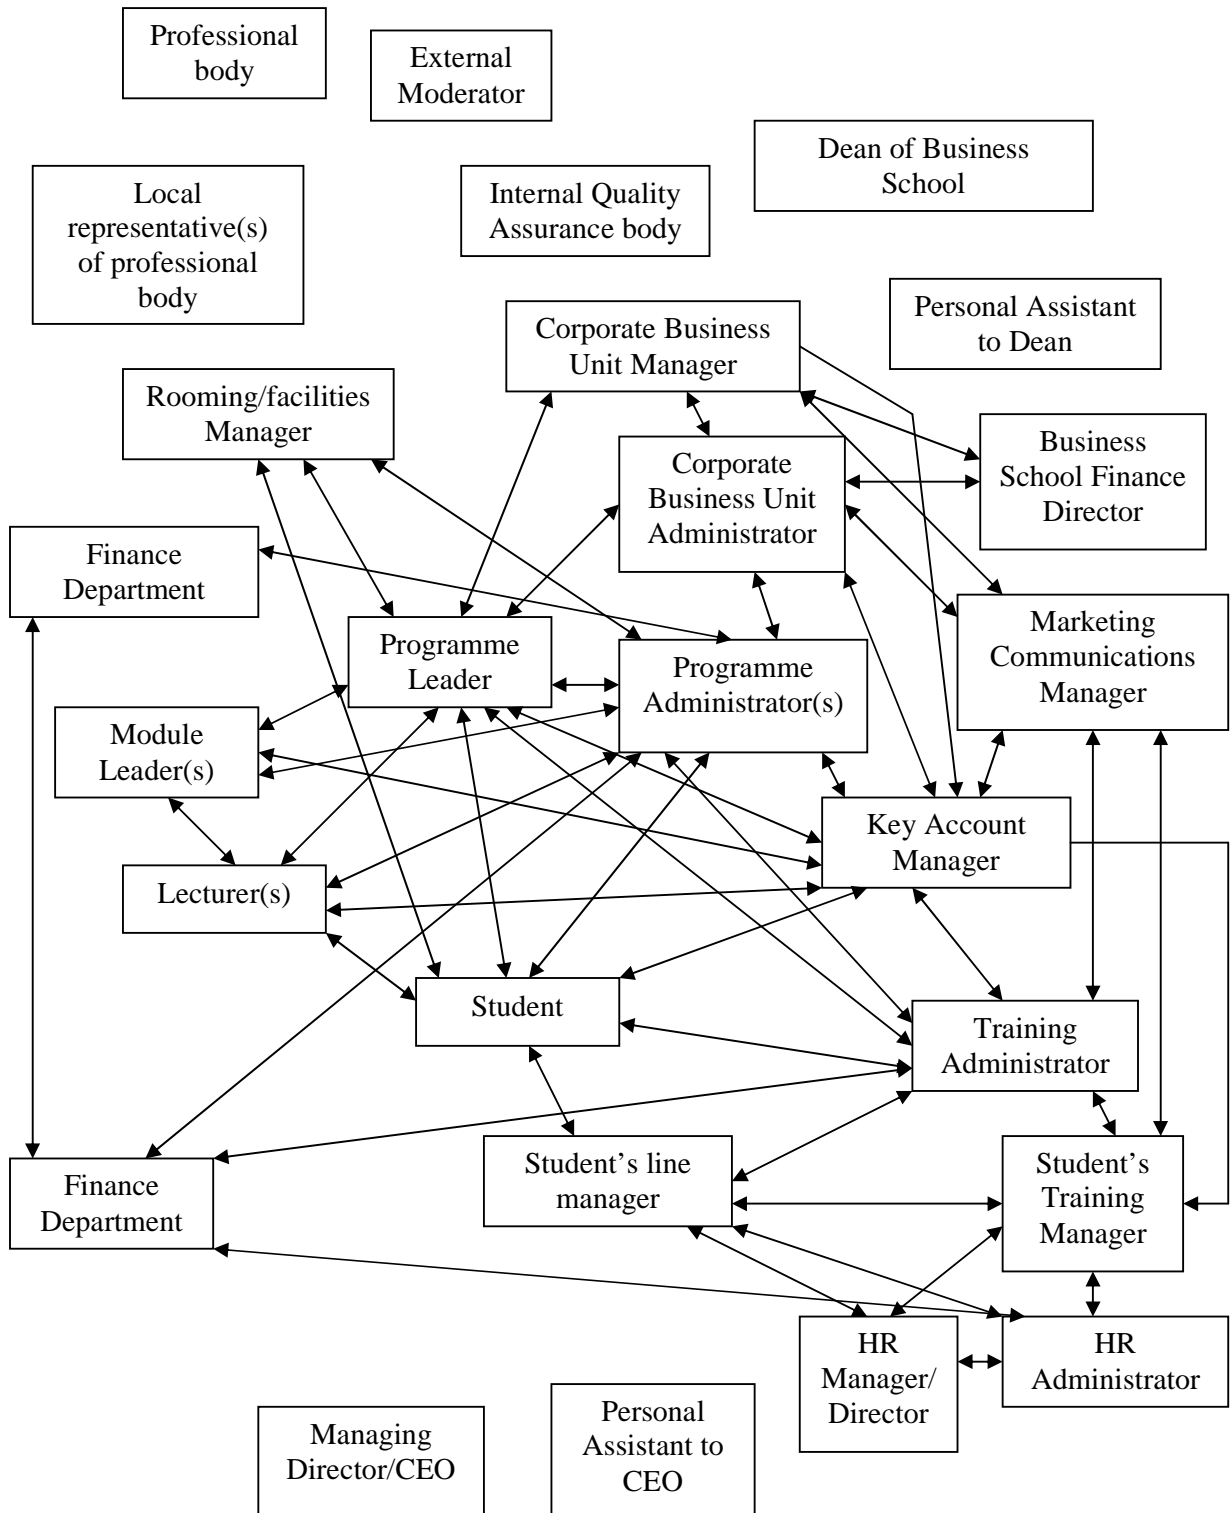 Professional
body
External
Moderator
Dean of Business
School
Local
representative(s)
of professional
body
Internal Quality
Assurance body
Personal Assistant
to Dean
Corporate Business
Unit Manager
Rooming/facilities
Manager
Business
School Finance
Director
Corporate
Business Unit
Administrator
Finance
Department
Marketing
Communications
Manager
Programme
Leader
Programme
Administrator(s)
Module
Leader(s)
Key Account
Manager
Lecturer(s)
Student
Training
Administrator
Student’s line
manager
Student’s
Training
Manager
Finance
Department
HR
Manager/
Director
HR
Administrator
Managing
Director/CEO
Personal
Assistant to
CEO